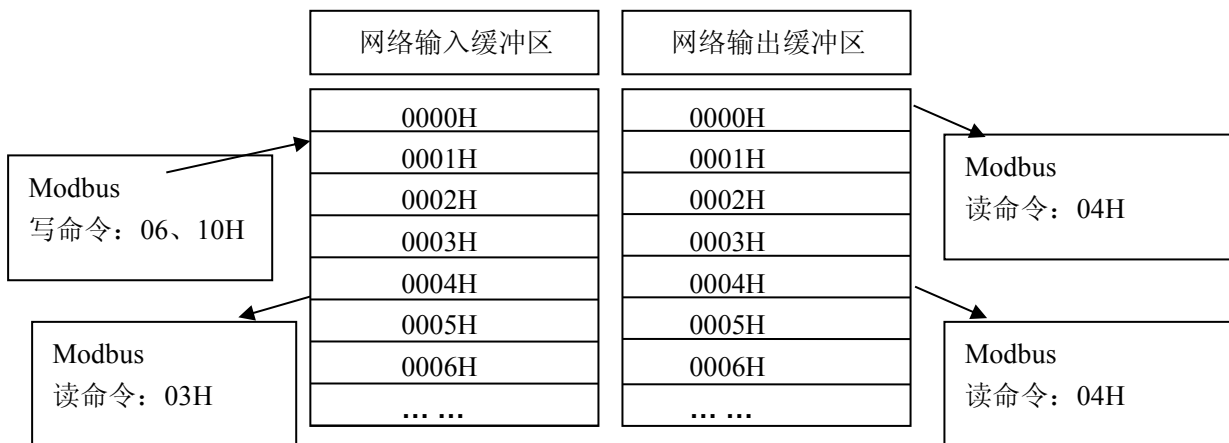 网络输入缓冲区
网络输出缓冲区
0000H
0001H
0002H
0003H
0004H
0005H
0006H
... ...
0000H
0001H
0002H
0003H
0004H
0005H
0006H
... ...
Modbus
写命令：06、10H
Modbus
读命令：03H
Modbus
读命令：04H
Modbus
读命令：04H